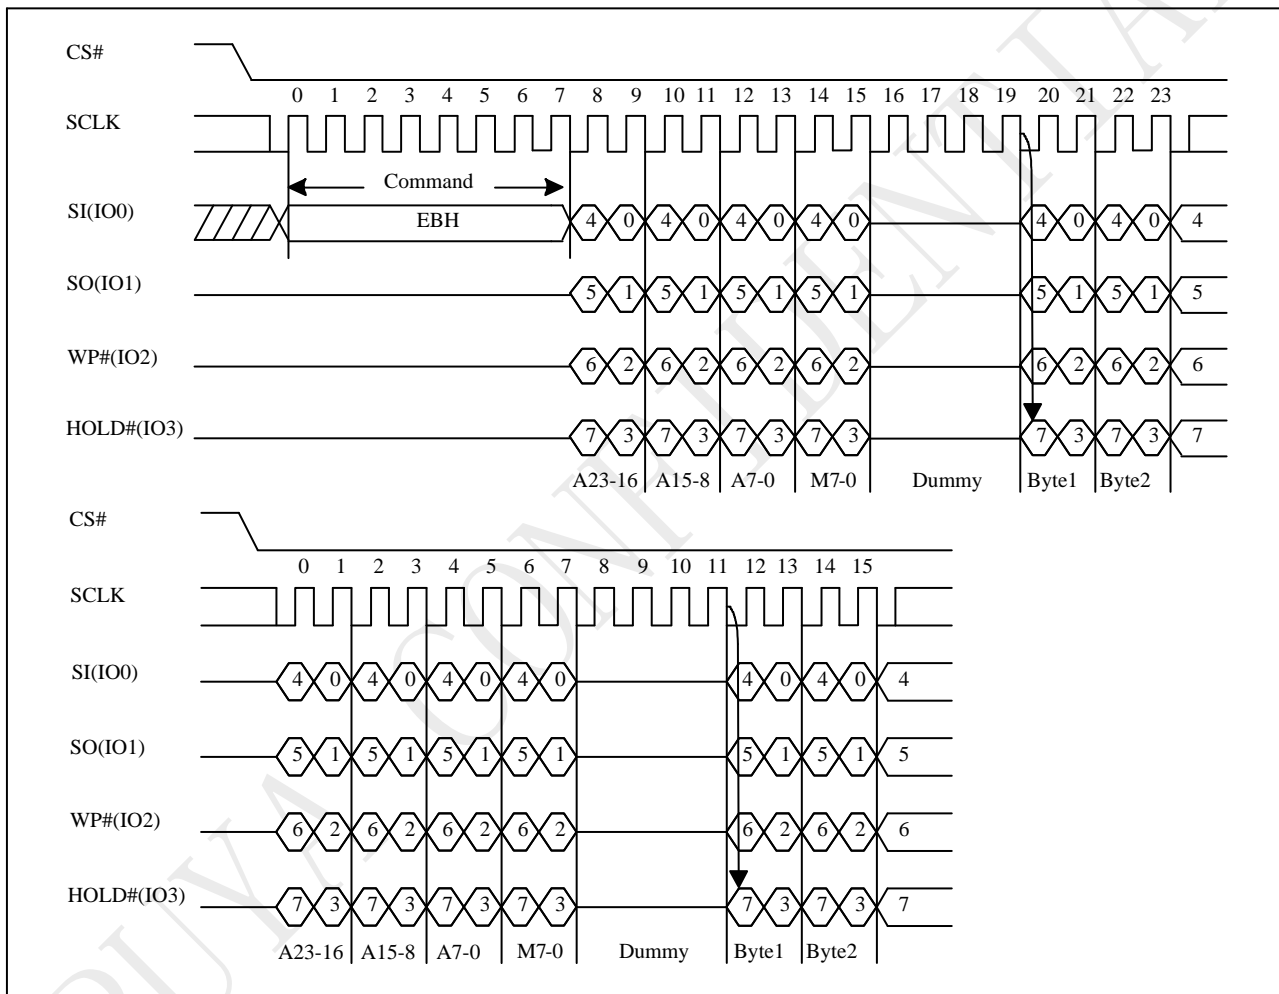 CS#
0 1 2 3 4 5 6 7 8 9 10 11 12 13 14 15 16 17 18 19 20 21 22 23
SCLK
Command
SI(IO0) EBH 4 0 4 0 4 0 4 0 4 0 4 0 4
SO(IO1) 5 1 5 1 5 1 5 1 5 1 5 1 5
WP#(IO2) 6 2 6 2 6 2 6 2 6 2 6 2 6
HOLD#(IO3) 7 3 7 3 7 3 7 3 7 3 7 3 7
A23-16 A15-8 A7-0 M7-0 Dummy Byte1 Byte2
CS#
0 1 2 3 4 5 6 7 8 9 10 11 12 13 14 15
SCLK
SI(IO0) 4 0 4 0 4 0 4 0 4 0 4 0 4
SO(IO1) 5 1 5 1 5 1 5 1 5 1 5 1 5
WP#(IO2) 6 2 6 2 6 2 6 2 6 2 6 2 6
HOLD#(IO3) 7 3 7 3 7 3 7 3 7 3 7 3 7
A23-16 A15-8 A7-0 M7-0 Dummy Byte1 Byte2
PUYA CONFIDENTIAL